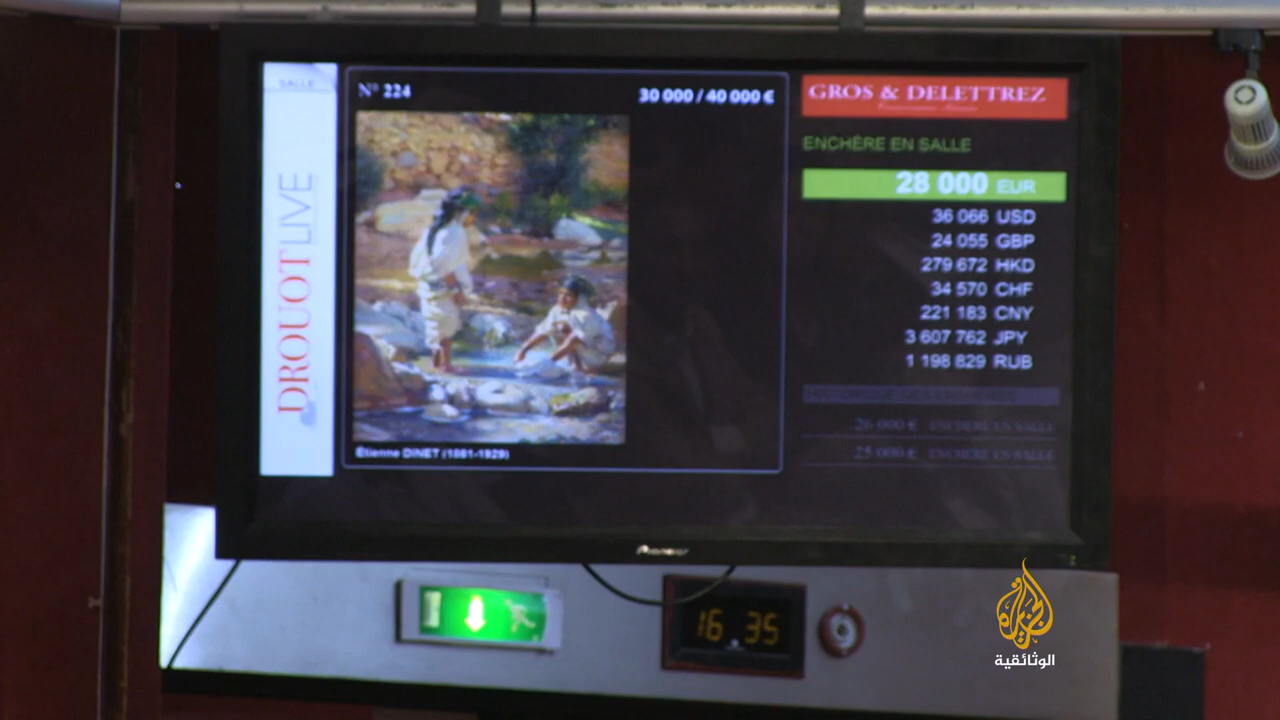 SALLE
DROUOTLIVE
N° 224
30 000 / 40 000 €
Étienne DINET (1861-1929)
GROS & DELETTREZ
ENCHÈRE EN SALLE
28 000 EUR
36 066 USD
24 055 GBP
279 672 HKD
34 570 CHF
221 183 CNY
3 607 762 JPY
1 198 829 RUB
26 000 € ENCHÈRE EN SALLE
25 000 € ENCHÈRE EN SALLE
Pioneer
16 35
الجزيرة
الوثائقية